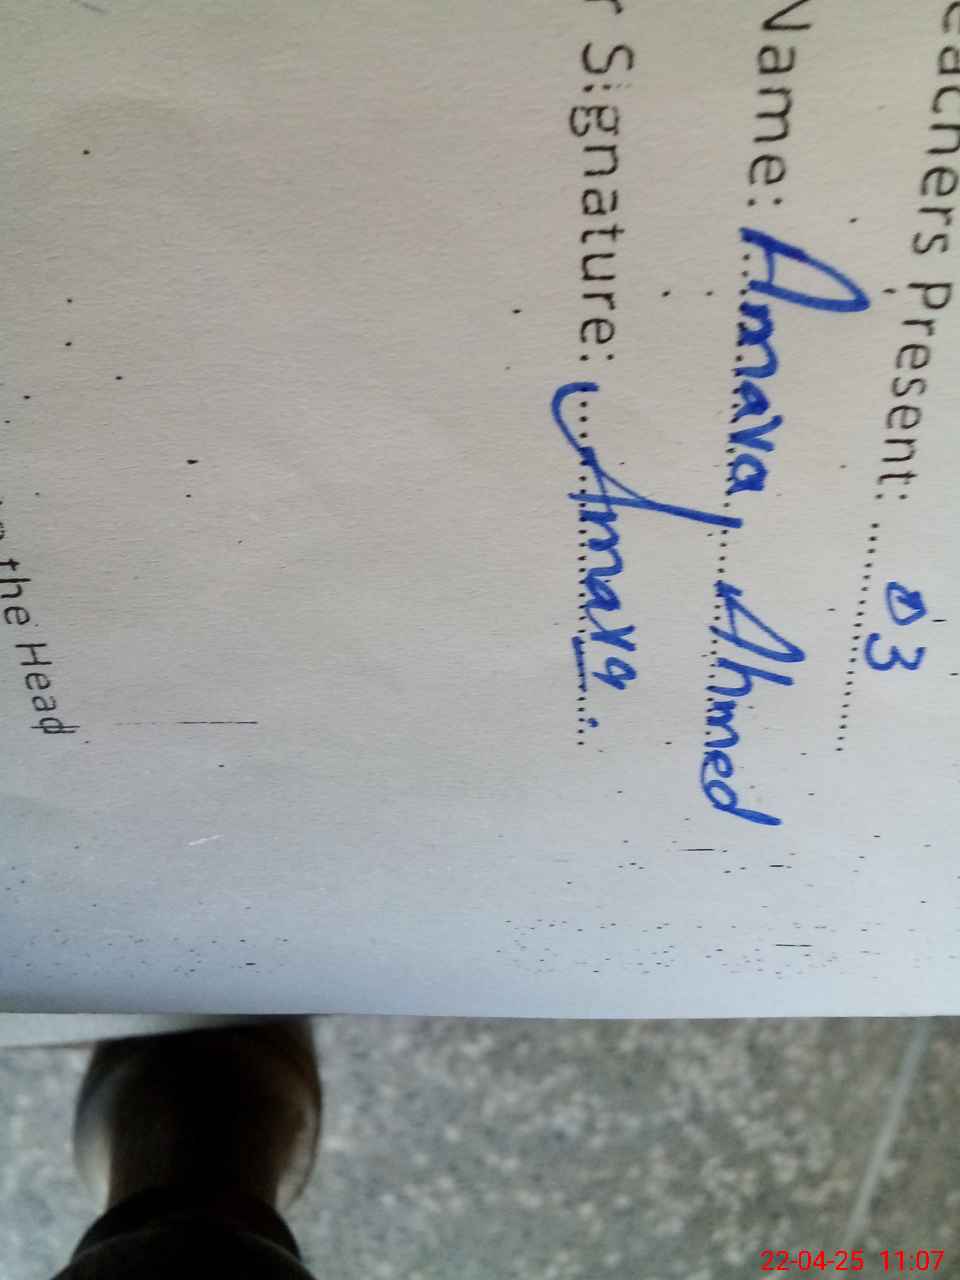 eachers Present: ........03........
Name: Amara Ahmed
r Signature: Amara
the Head
22-04-25 11:07